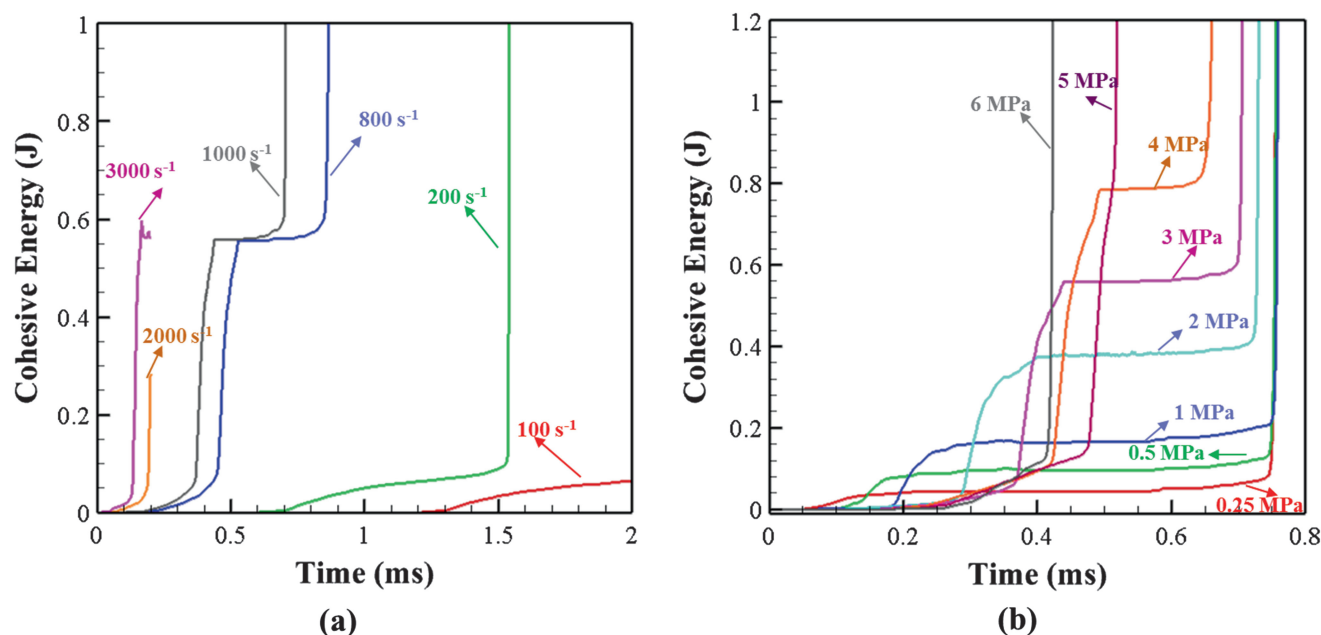 1
0.8
0.6
0.4
0.2
0
Cohesive Energy (J)
3000 s⁻¹
2000 s⁻¹
1000 s⁻¹
800 s⁻¹
200 s⁻¹
100 s⁻¹
0 0.5 1 1.5 2
Time (ms)
(a)
1.2
1
0.8
0.6
0.4
0.2
0
Cohesive Energy (J)
6 MPa
5 MPa
4 MPa
3 MPa
2 MPa
1 MPa
0.5 MPa
0.25 MPa
0 0.2 0.4 0.6 0.8
Time (ms)
(b)